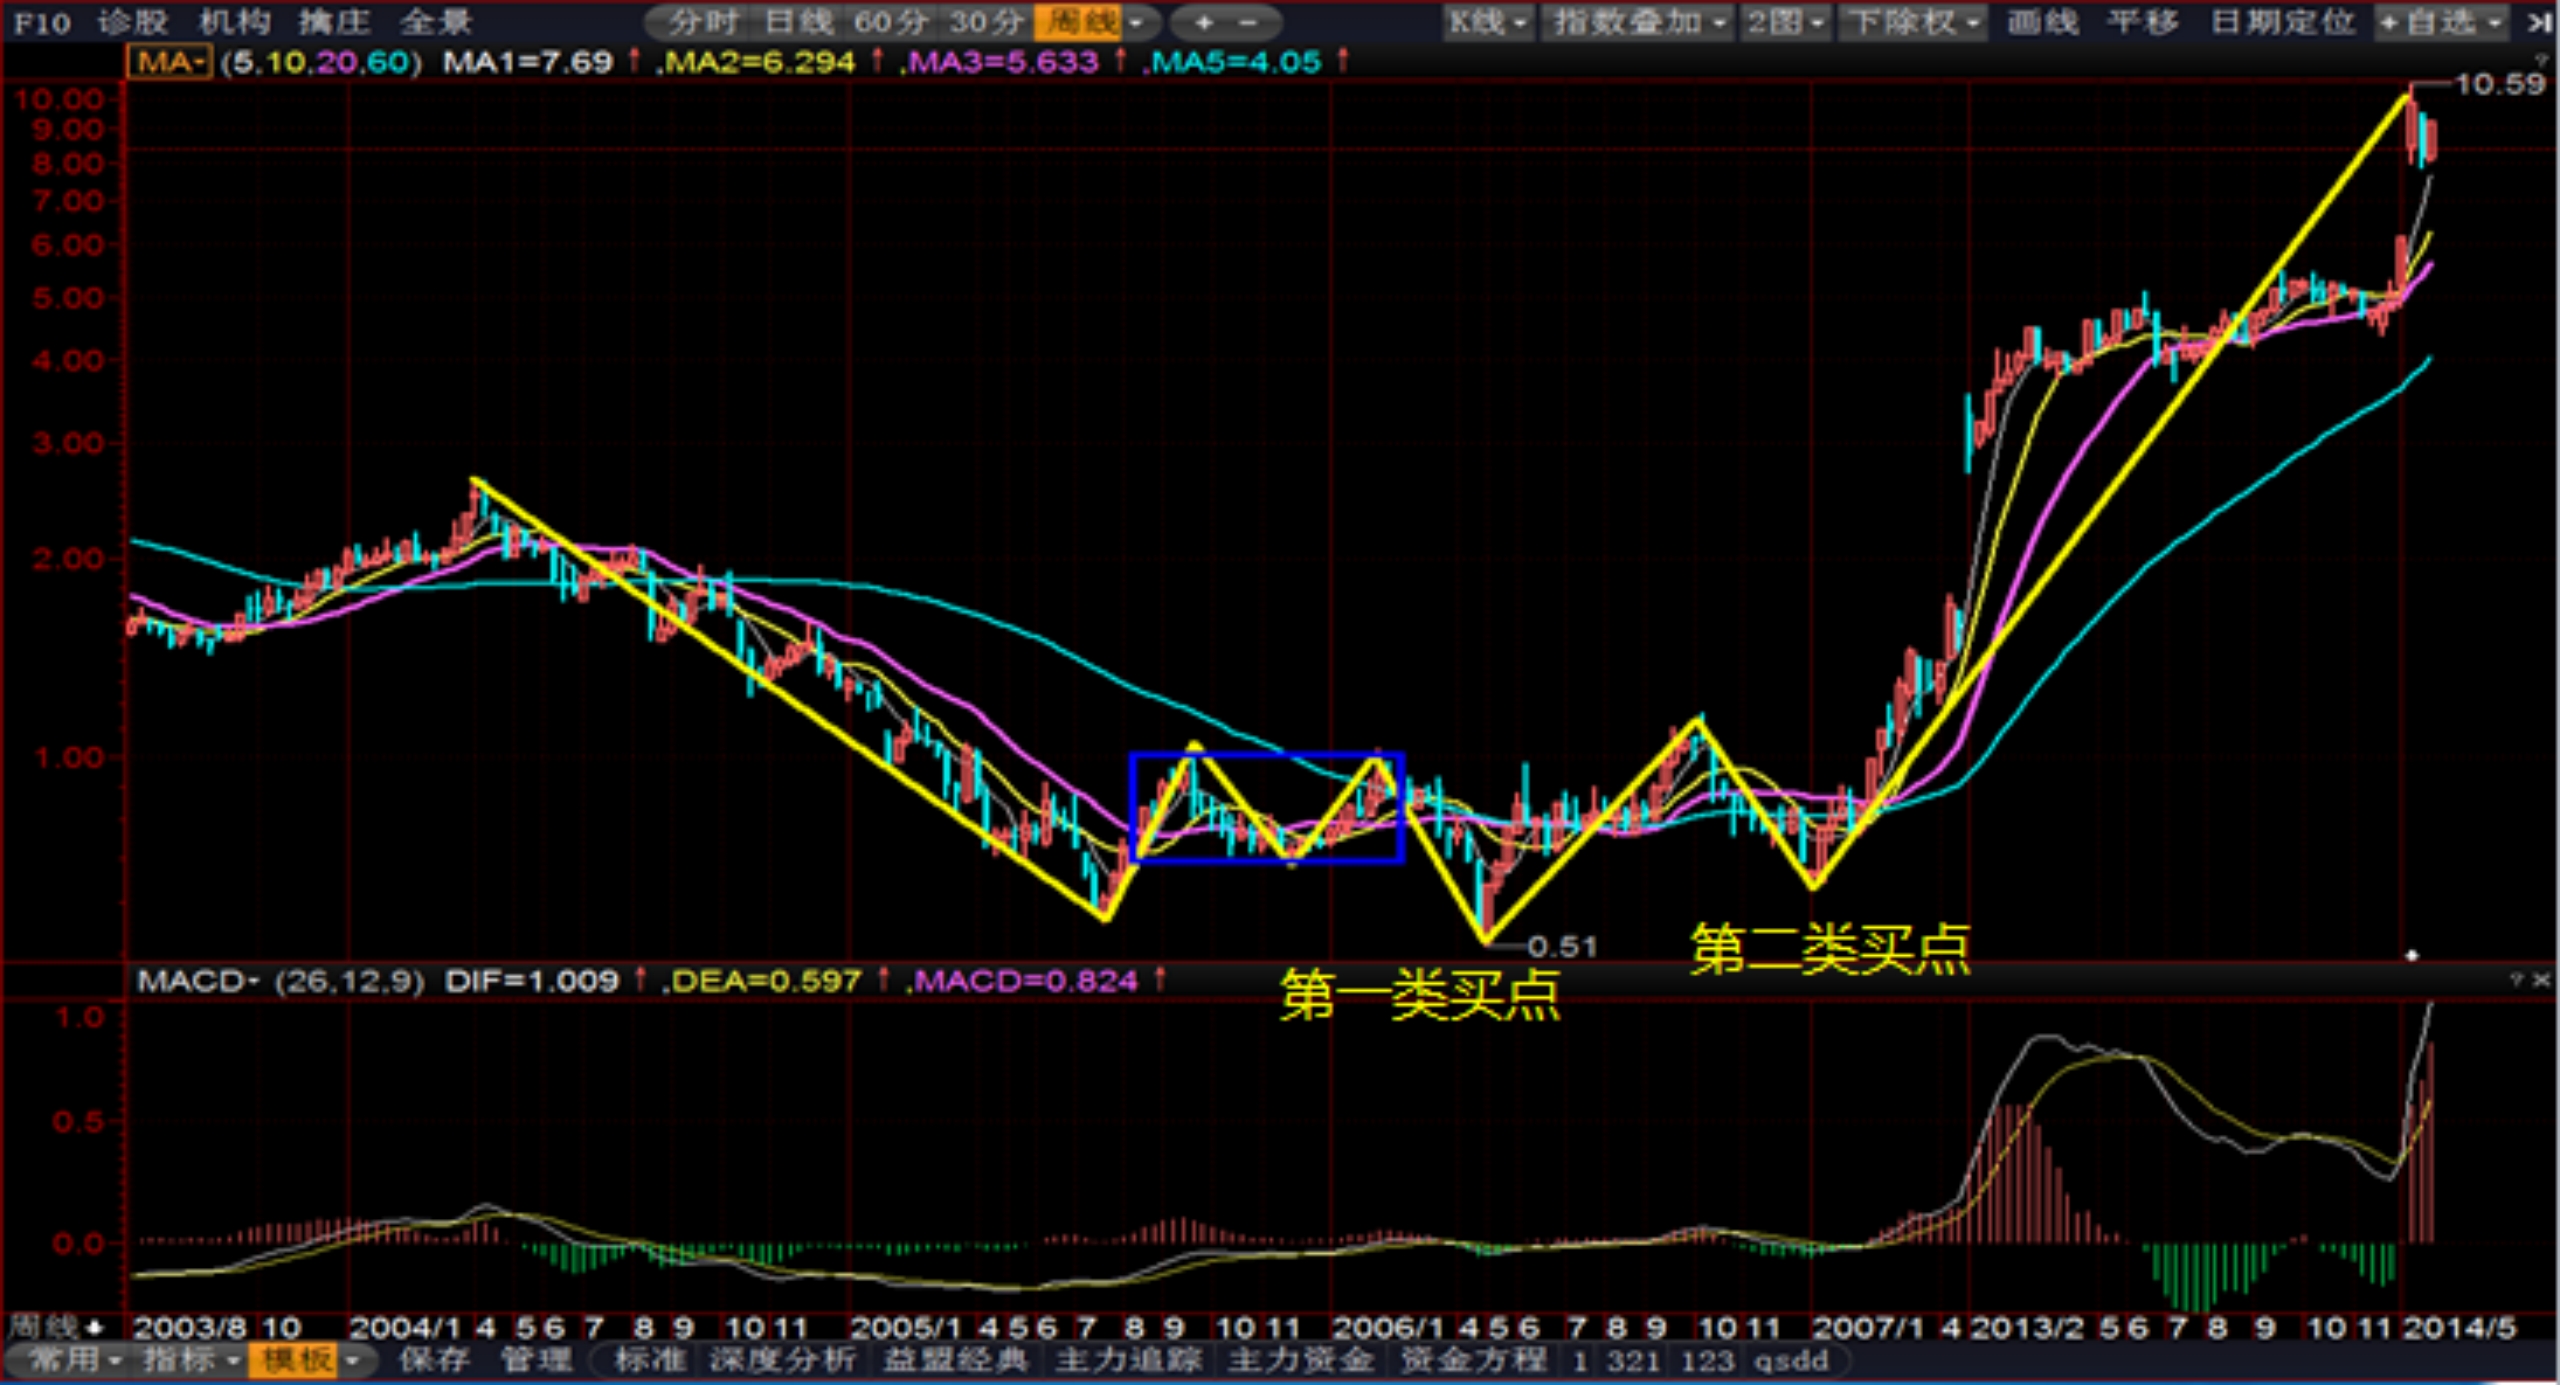 F10 诊股 机构 擒庄 全景 分时 日线 60分 30分 周线 + - K线 指数叠加 2图 下除权 画线 平移 日期定位 +自选
MA (5,10,20,60) MA1=7.69↑ ,MA2=6.294↑ ,MA3=5.633↑ ,MA5=4.05↑ ?
10.59
10.00
9.00
8.00
7.00
6.00
5.00
4.00
3.00
2.00
1.00
0.51
第二类买点
MACD (26,12,9) DIF=1.009↑ ,DEA=0.597↑ ,MACD=0.824↑ ? ×
第一类买点
1.0
0.5
0.0
周线 2003/8 10 2004/1 4 5 6 7 8 9 10 11 2005/1 4 5 6 7 8 9 10 11 2006/1 4 5 6 7 8 9 10 11 2007/1 4 2013/2 5 6 7 8 9 10 11 2014/5
常用 指标 模板 保存 管理 标准 深度分析 益盟经典 主力追踪 主力资金 资金方程 1 321 123 qsdd